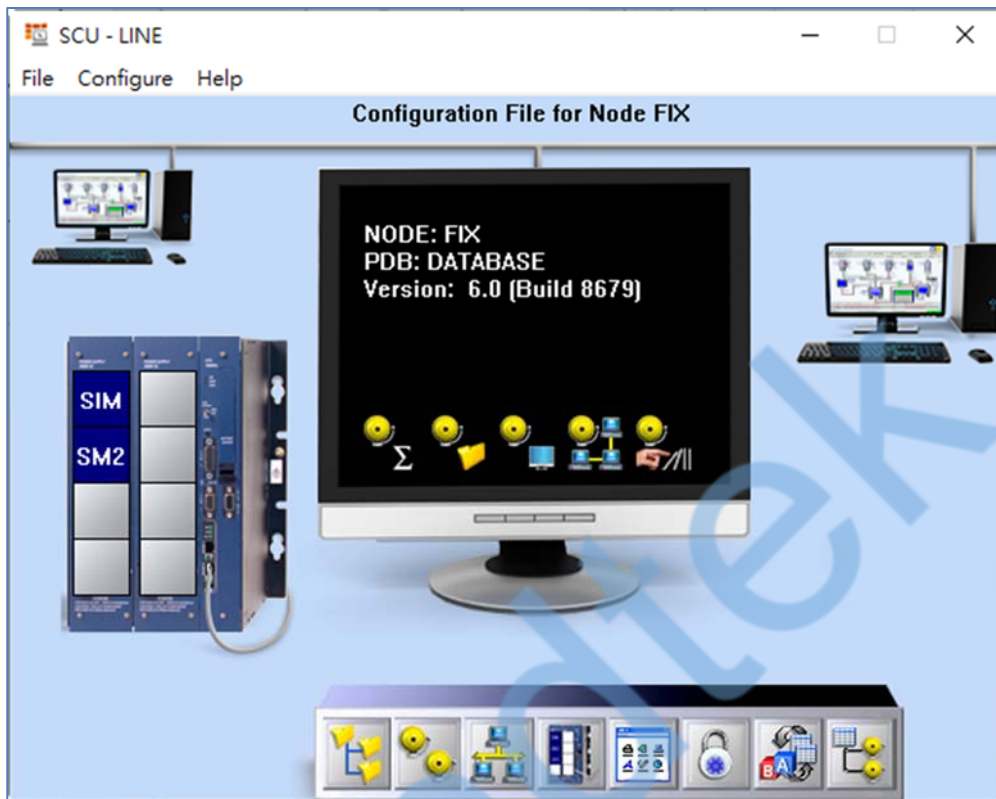 SCU - LINE
File Configure Help
Configuration File for Node FIX
NODE: FIX
PDB: DATABASE
Version: 6.0 (Build 8679)
SIM
SM2
Σ
B A